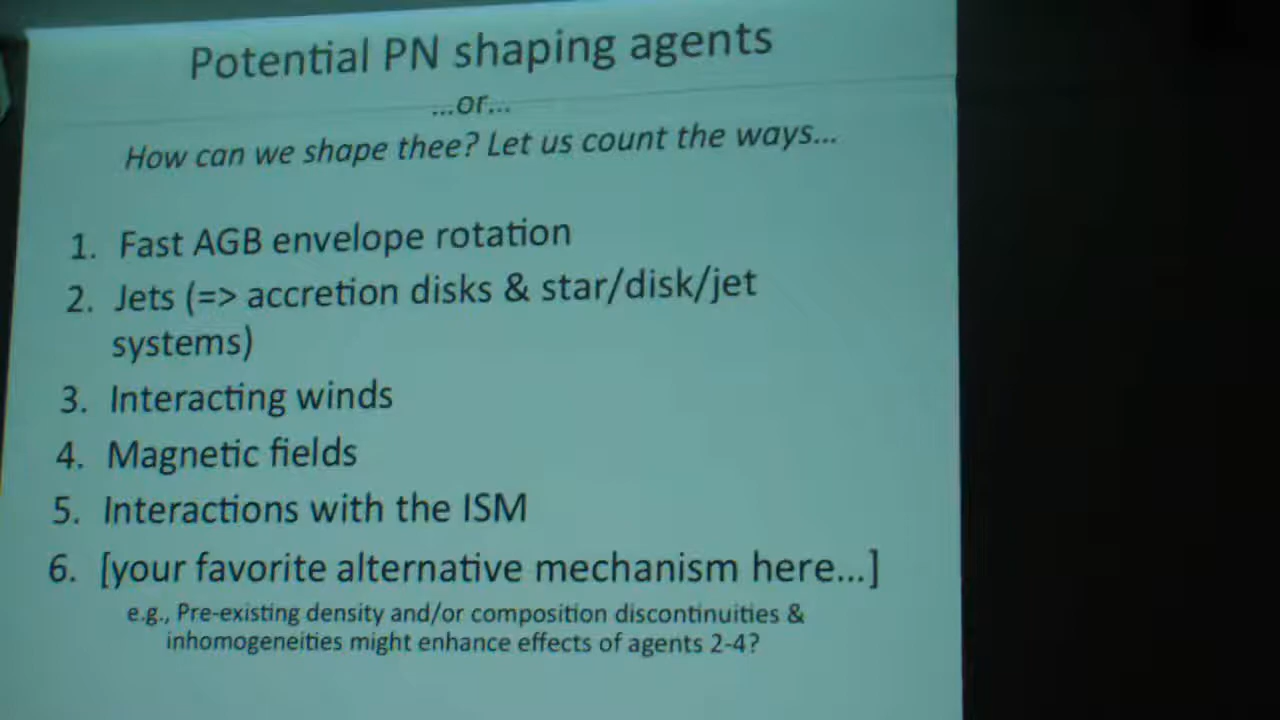 Potential PN shaping agents
...or...
How can we shape thee? Let us count the ways...
1. Fast AGB envelope rotation
2. Jets (=> accretion disks & star/disk/jet
systems)
3. Interacting winds
4. Magnetic fields
5. Interactions with the ISM
6. [your favorite alternative mechanism here...]
e.g., Pre-existing density and/or composition discontinuities &
inhomogeneities might enhance effects of agents 2-4?